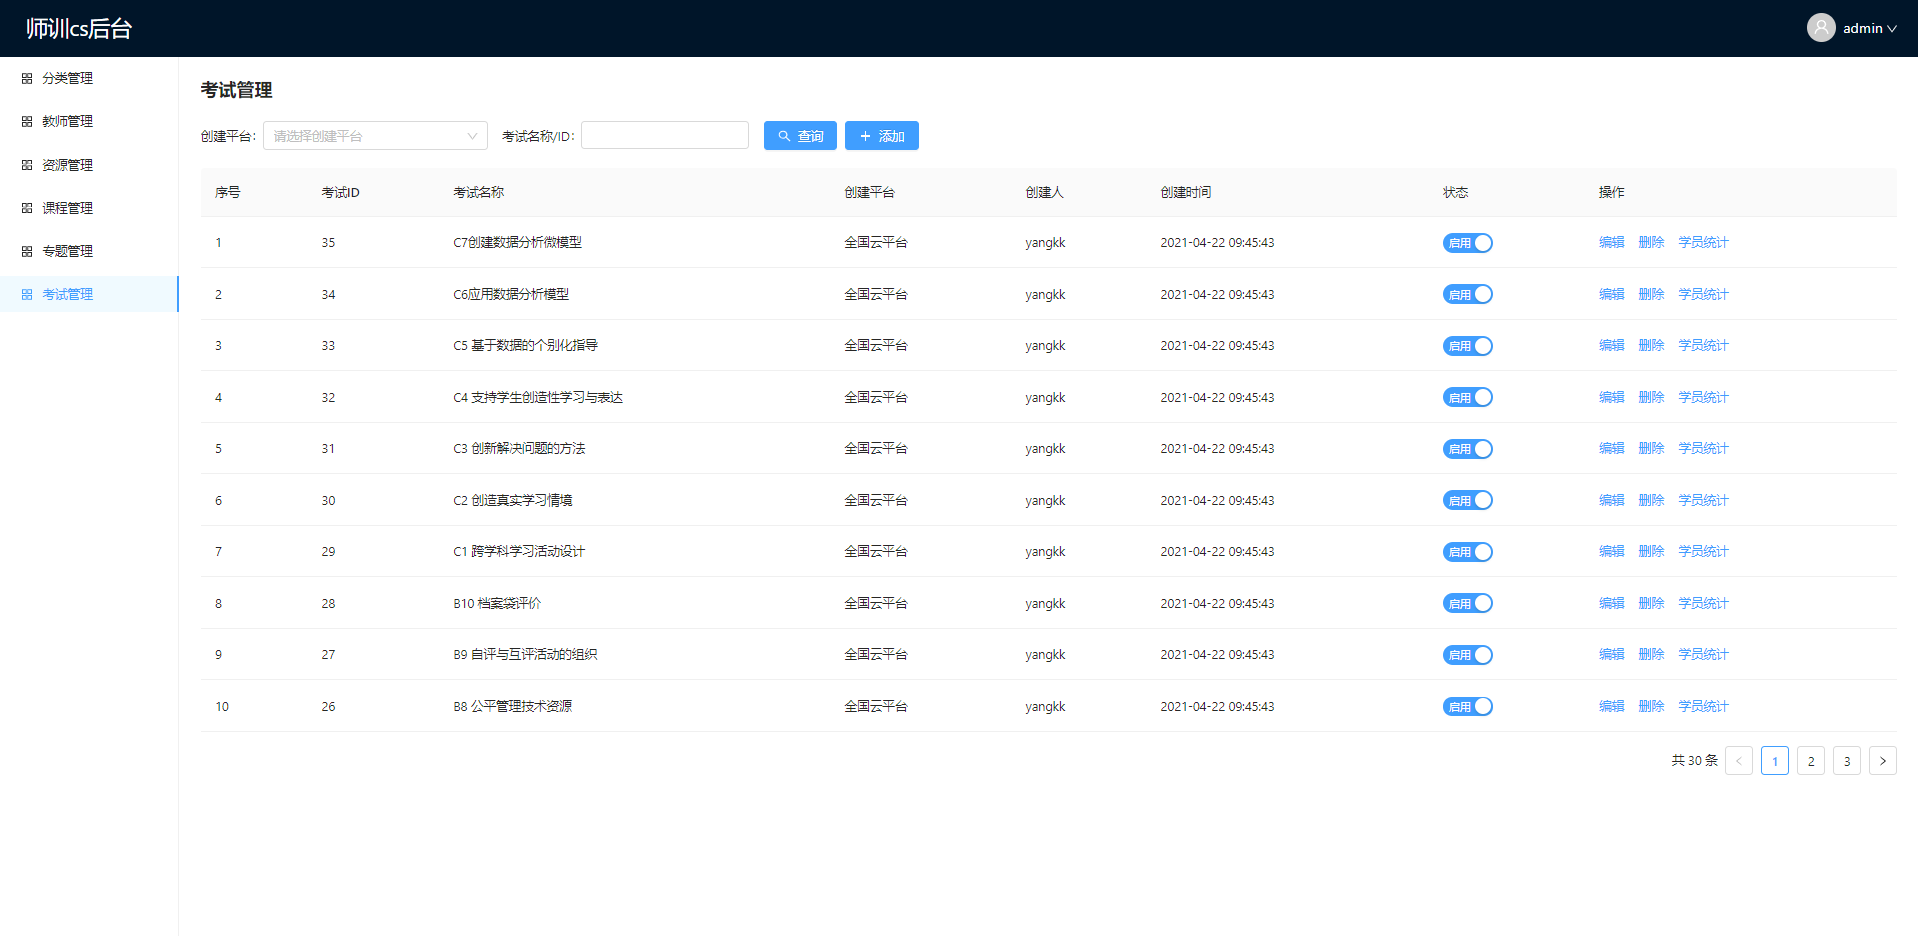 师训cs后台
admin
分类管理
教师管理
资源管理
课程管理
专题管理
考试管理
考试管理
创建平台: 请选择创建平台 考试名称/ID: 查询 添加
序号 考试ID 考试名称 创建平台 创建人 创建时间 状态 操作
1 35 C7创建数据分析微模型 全国云平台 yangkk 2021-04-22 09:45:43 启用 编辑 删除 学员统计
2 34 C6应用数据分析模型 全国云平台 yangkk 2021-04-22 09:45:43 启用 编辑 删除 学员统计
3 33 C5 基于数据的个别化指导 全国云平台 yangkk 2021-04-22 09:45:43 启用 编辑 删除 学员统计
4 32 C4 支持学生创造性学习与表达 全国云平台 yangkk 2021-04-22 09:45:43 启用 编辑 删除 学员统计
5 31 C3 创新解决问题的方法 全国云平台 yangkk 2021-04-22 09:45:43 启用 编辑 删除 学员统计
6 30 C2 创造真实学习情境 全国云平台 yangkk 2021-04-22 09:45:43 启用 编辑 删除 学员统计
7 29 C1 跨学科学习活动设计 全国云平台 yangkk 2021-04-22 09:45:43 启用 编辑 删除 学员统计
8 28 B10 档案袋评价 全国云平台 yangkk 2021-04-22 09:45:43 启用 编辑 删除 学员统计
9 27 B9 自评与互评活动的组织 全国云平台 yangkk 2021-04-22 09:45:43 启用 编辑 删除 学员统计
10 26 B8 公平管理技术资源 全国云平台 yangkk 2021-04-22 09:45:43 启用 编辑 删除 学员统计
共 30 条 < 1 2 3 >